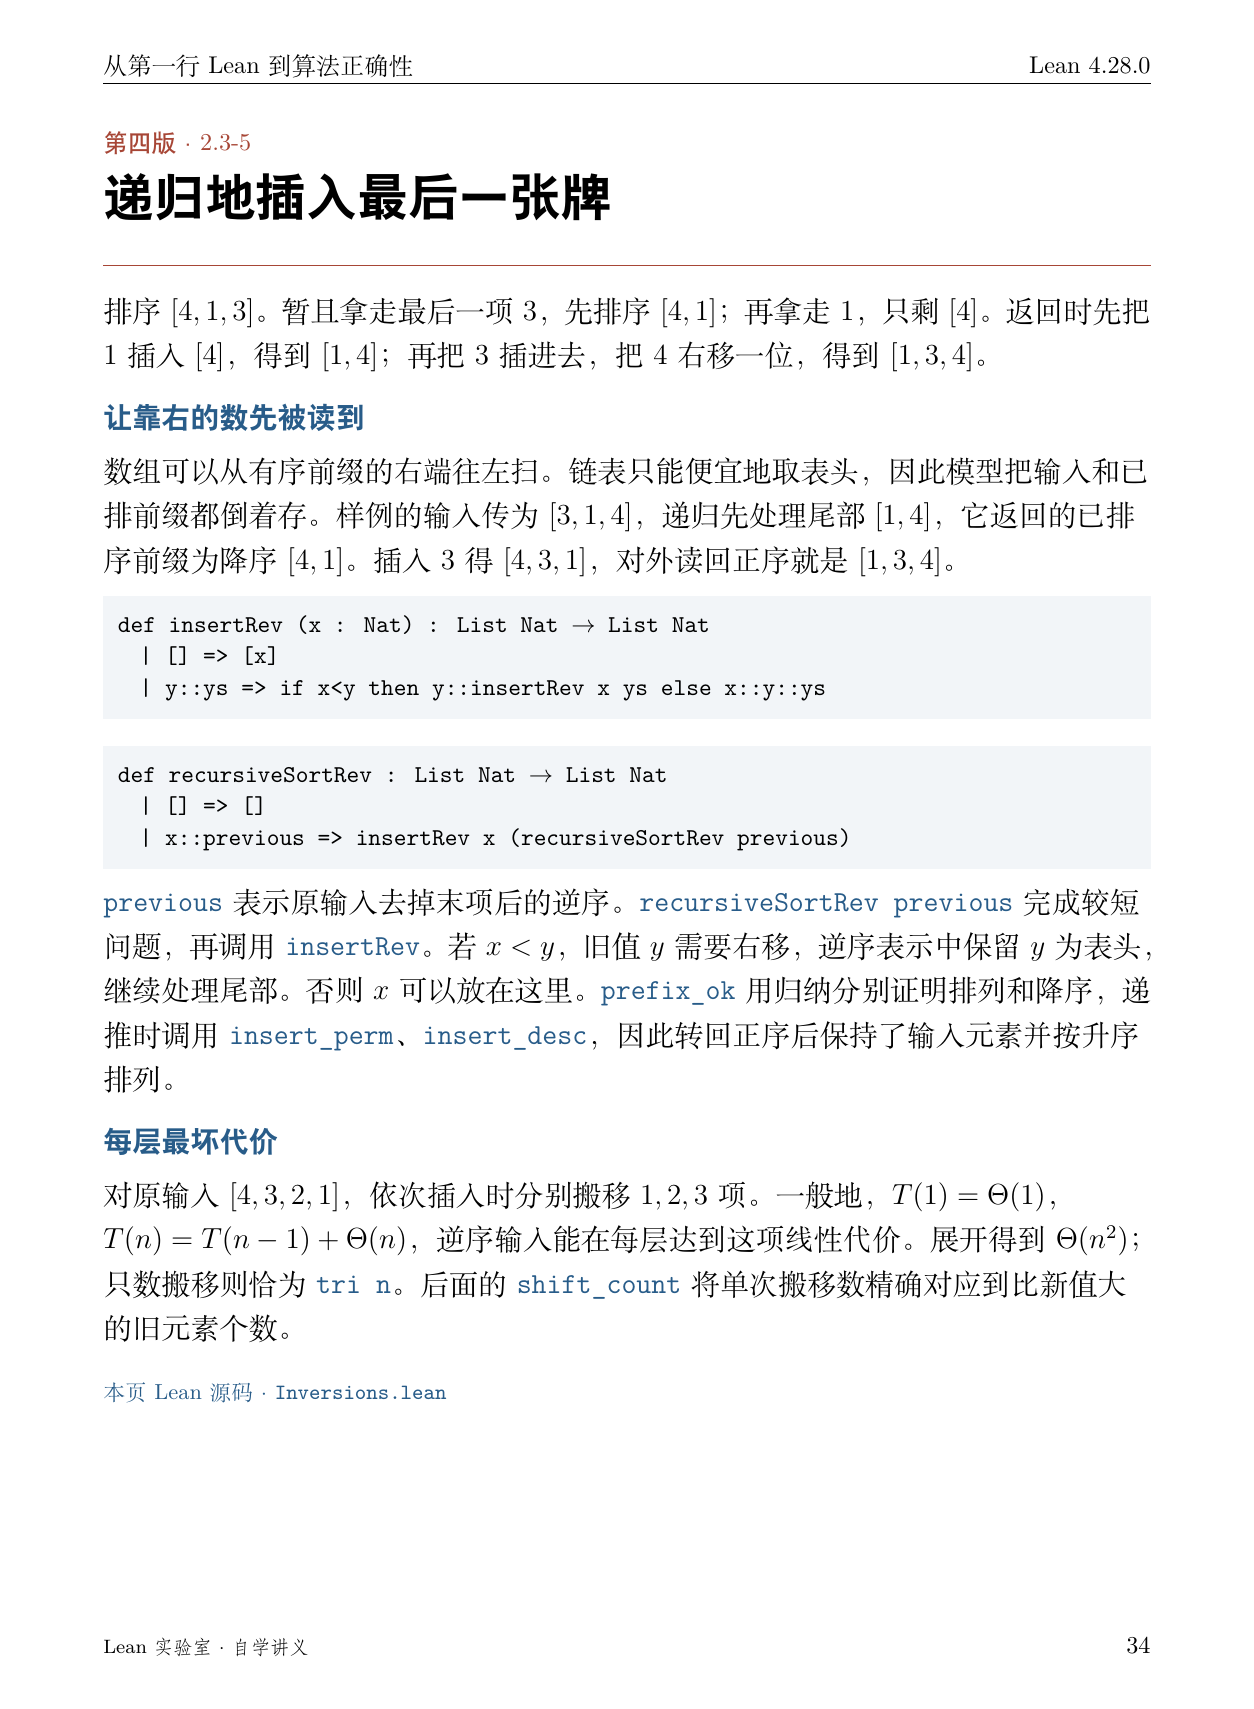 从第一行 Lean 到算法正确性
Lean 4.28.0
第四版 · 2.3-5
递归地插入最后一张牌
排序 [4, 1, 3]。暂且拿走最后一项 3，先排序 [4, 1]；再拿走 1，只剩 [4]。返回时先把
1 插入 [4]，得到 [1, 4]；再把 3 插进去，把 4 右移一位，得到 [1, 3, 4]。
让靠右的数先被读到
数组可以从有序前缀的右端往左扫。链表只能便宜地取表头，因此模型把输入和已
排前缀都倒着存。样例的输入传为 [3, 1, 4]，递归先处理尾部 [1, 4]，它返回的已排
序前缀为降序 [4, 1]。插入 3 得 [4, 3, 1]，对外读回正序就是 [1, 3, 4]。
def insertRev (x : Nat) : List Nat → List Nat
  | [] => [x]
  | y::ys => if x<y then y::insertRev x ys else x::y::ys
def recursiveSortRev : List Nat → List Nat
  | [] => []
  | x::previous => insertRev x (recursiveSortRev previous)
previous 表示原输入去掉末项后的逆序。recursiveSortRev previous 完成较短
问题，再调用 insertRev。若 x < y，旧值 y 需要右移，逆序表示中保留 y 为表头，
继续处理尾部。否则 x 可以放在这里。prefix_ok 用归纳分别证明排列和降序，递
推时调用 insert_perm、insert_desc，因此转回正序后保持了输入元素并按升序
排列。
每层最坏代价
对原输入 [4, 3, 2, 1]，依次插入时分别搬移 1, 2, 3 项。一般地，T(1) = Θ(1)，
T(n) = T(n − 1) + Θ(n)，逆序输入能在每层达到这项线性代价。展开得到 Θ(n²)；
只数搬移则恰为 tri n。后面的 shift_count 将单次搬移数精确对应到比新值大
的旧元素个数。
本页 Lean 源码 · Inversions.lean
Lean 实验室 · 自学讲义
34